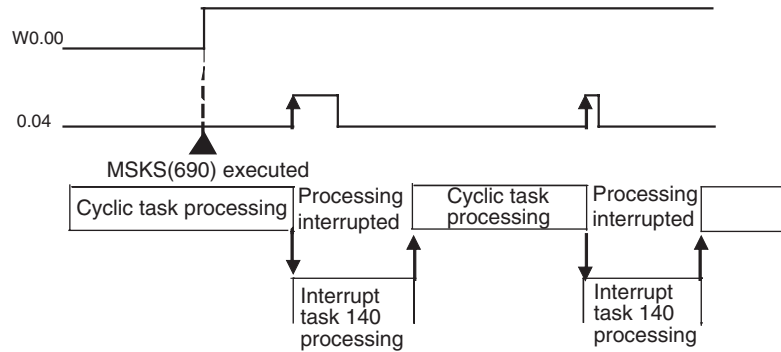 W0.00
0.04
MSKS(690) executed
Cyclic task processing
Processing
interrupted
Cyclic task
processing
Processing
interrupted
Interrupt
task 140
processing
Interrupt
task 140
processing